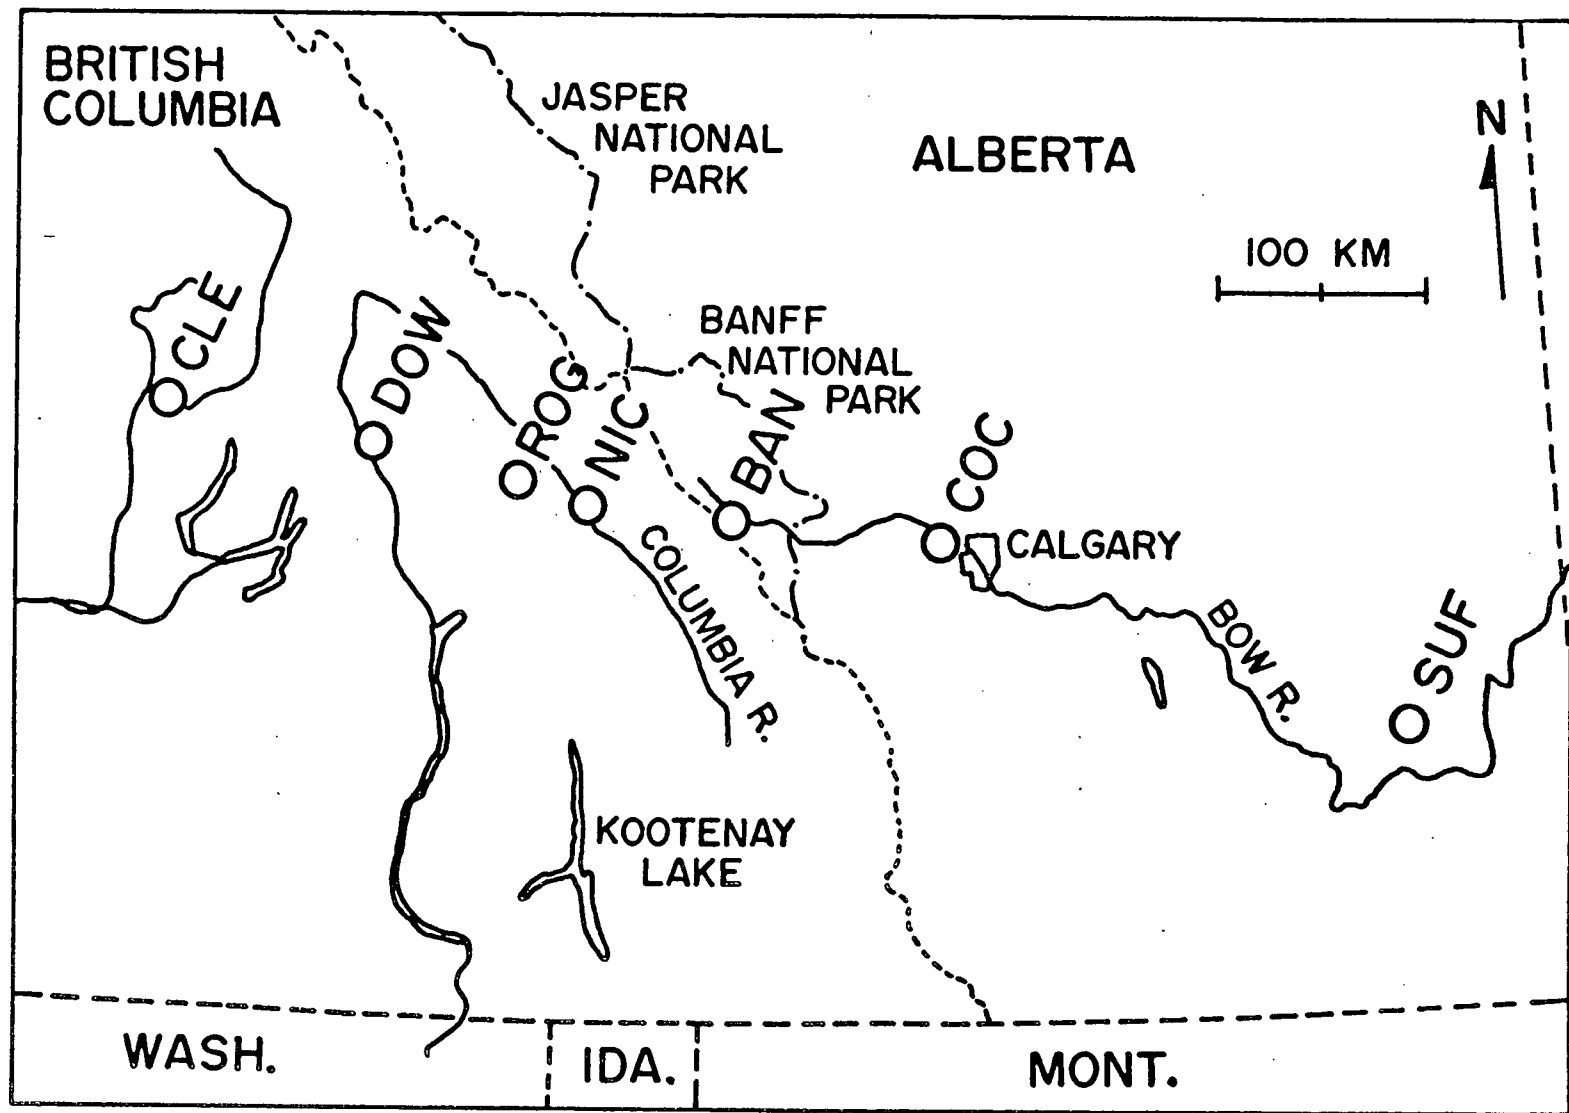 BRITISH
COLUMBIA
JASPER
NATIONAL
PARK
ALBERTA
N
100 KM
CLE
DOW
ROG
NIC
BANFF
NATIONAL
PARK
BAN
COC
CALGARY
COLUMBIA R.
BOW R.
SUF
KOOTENAY
LAKE
WASH.
IDA.
MONT.